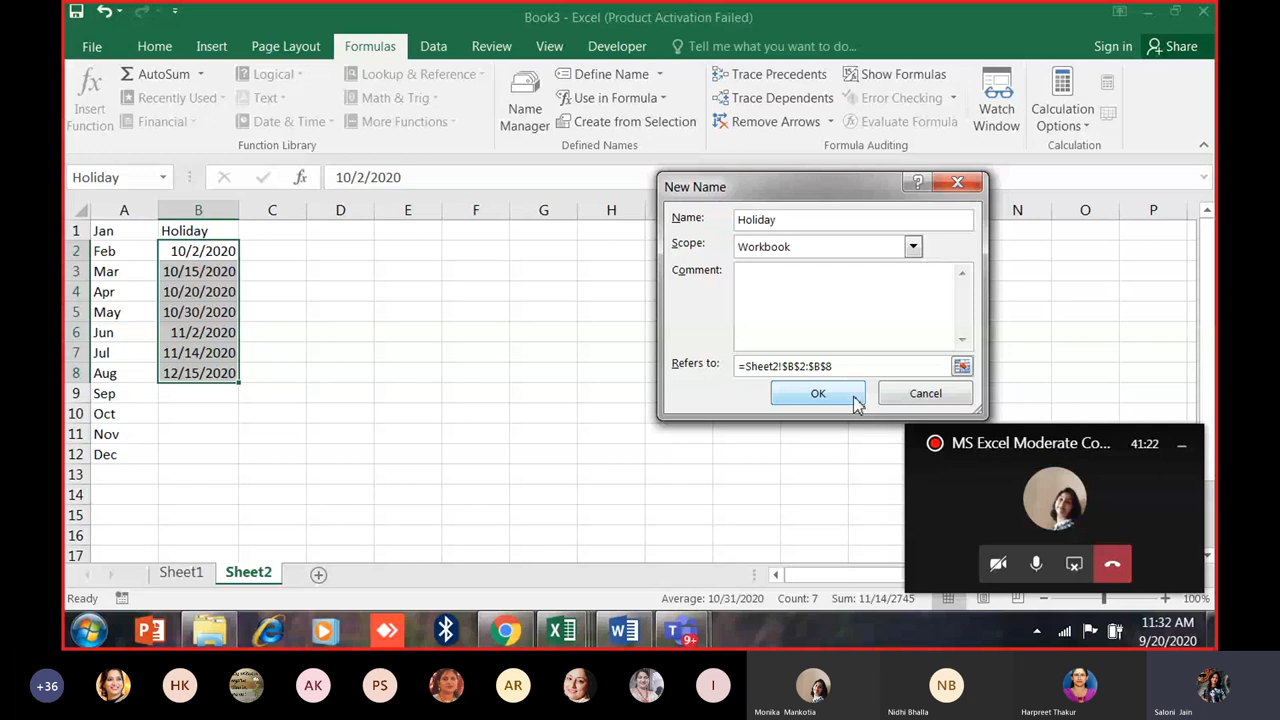 Book3 - Excel (Product Activation Failed)
File Home Insert Page Layout Formulas Data Review View Developer Tell me what you want to do... Sign in Share
fx Insert Function
AutoSum
Recently Used
Financial
Logical
Text
Date & Time
Lookup & Reference
Math & Trig
More Functions
Function Library
Name Manager
Define Name
Use in Formula
Create from Selection
Defined Names
Trace Precedents
Trace Dependents
Remove Arrows
Show Formulas
Error Checking
Evaluate Formula
Formula Auditing
Watch Window
Calculation Options
Calculation
Holiday fx 10/2/2020
A B C D E F G H N O P
1 Jan Holiday
2 Feb 10/2/2020
3 Mar 10/15/2020
4 Apr 10/20/2020
5 May 10/30/2020
6 Jun 11/2/2020
7 Jul 11/14/2020
8 Aug 12/15/2020
9 Sep
10 Oct
11 Nov
12 Dec
13
14
15
16
17
New Name
?
Name: Holiday
Scope: Workbook
Comment:
Refers to: =Sheet2!$B$2:$B$8
OK Cancel
MS Excel Moderate Co... 41:22
Sheet1 Sheet2
Ready Average: 10/31/2020 Count: 7 Sum: 11/14/2745 100%
9+
11:32 AM
9/20/2020
+36 HK AK PS AR I NB
Monika Mankotia Nidhi Bhalla Harpreet Thakur Saloni Jain